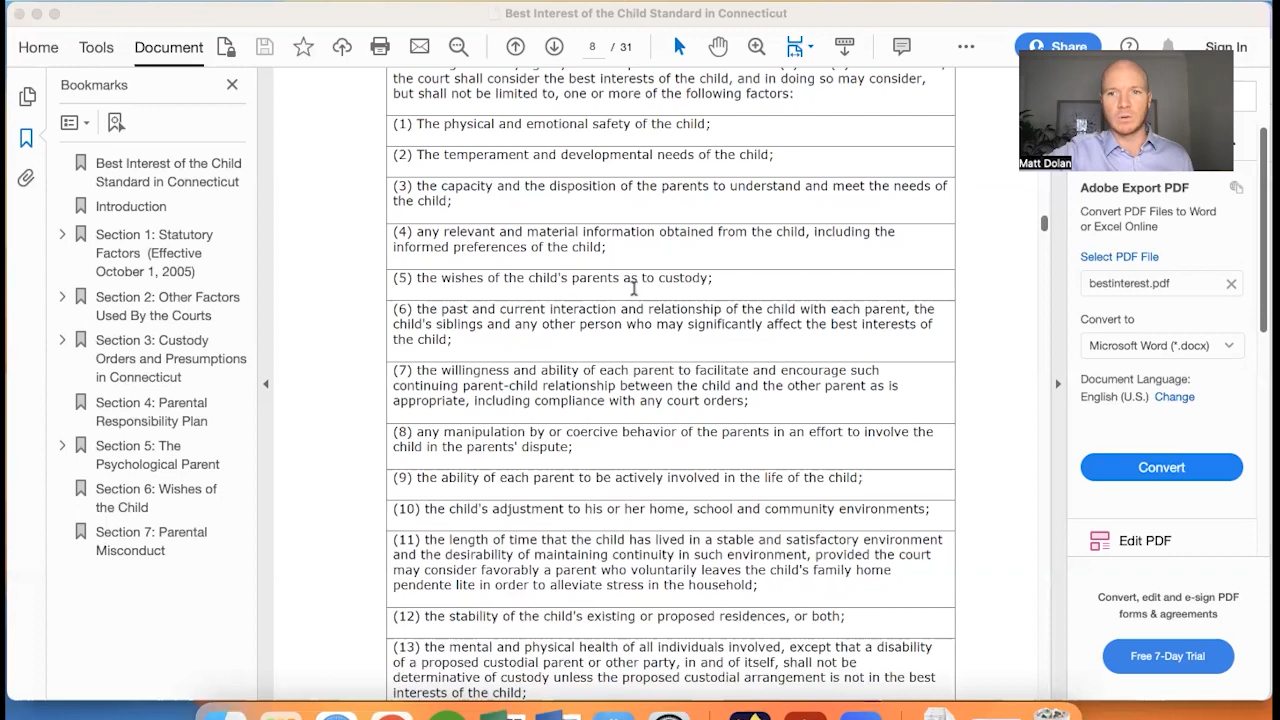 Best Interest of the Child Standard in Connecticut
Home
Tools
Document
8 / 31
Share
Sign In
Bookmarks
Best Interest of the Child
Standard in Connecticut
Introduction
Section 1: Statutory
Factors (Effective
October 1, 2005)
Section 2: Other Factors
Used By the Courts
Section 3: Custody
Orders and Presumptions
in Connecticut
Section 4: Parental
Responsibility Plan
Section 5: The
Psychological Parent
Section 6: Wishes of
the Child
Section 7: Parental
Misconduct
the court shall consider the best interests of the child, and in doing so may consider,
but shall not be limited to, one or more of the following factors:
(1) The physical and emotional safety of the child;
(2) The temperament and developmental needs of the child;
(3) the capacity and the disposition of the parents to understand and meet the needs of
the child;
(4) any relevant and material information obtained from the child, including the
informed preferences of the child;
(5) the wishes of the child's parents as to custody;
(6) the past and current interaction and relationship of the child with each parent, the
child's siblings and any other person who may significantly affect the best interests of
the child;
(7) the willingness and ability of each parent to facilitate and encourage such
continuing parent-child relationship between the child and the other parent as is
appropriate, including compliance with any court orders;
(8) any manipulation by or coercive behavior of the parents in an effort to involve the
child in the parents' dispute;
(9) the ability of each parent to be actively involved in the life of the child;
(10) the child's adjustment to his or her home, school and community environments;
(11) the length of time that the child has lived in a stable and satisfactory environment
and the desirability of maintaining continuity in such environment, provided the court
may consider favorably a parent who voluntarily leaves the child's family home
pendente lite in order to alleviate stress in the household;
(12) the stability of the child's existing or proposed residences, or both;
(13) the mental and physical health of all individuals involved, except that a disability
of a proposed custodial parent or other party, in and of itself, shall not be
determinative of custody unless the proposed custodial arrangement is not in the best
interests of the child;
Matt Dolan
Adobe Export PDF
Convert PDF Files to Word
or Excel Online
Select PDF File
bestinterest.pdf
Convert to
Microsoft Word (*.docx)
Document Language:
English (U.S.) Change
Convert
Edit PDF
Convert, edit and e-sign PDF
forms & agreements
Free 7-Day Trial